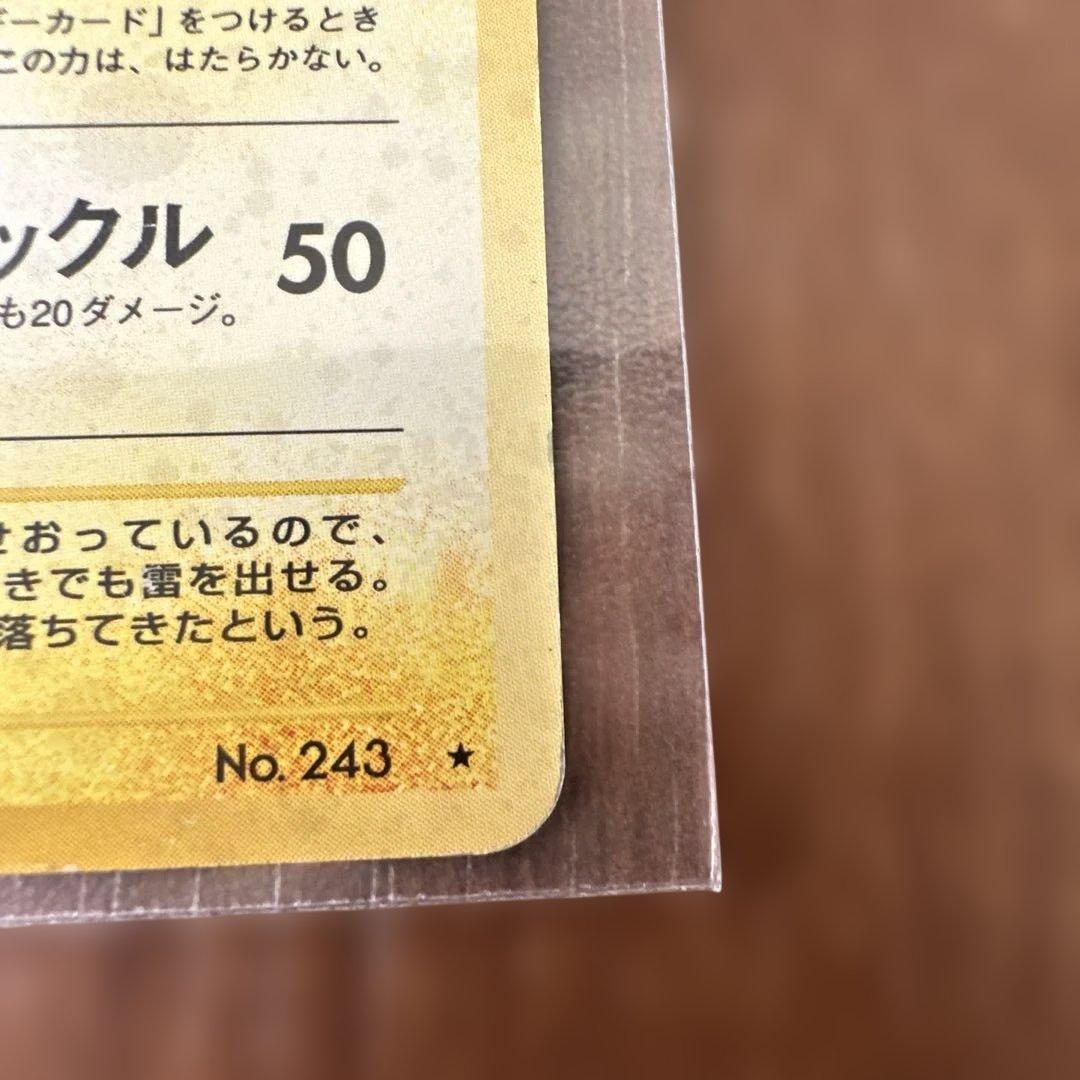 ギーカード」をつけるとき
この力は、はたらかない。
ックル 50
も20ダメージ。
せおっているので、
きでも雷を出せる。
落ちてきたという。
No. 243 ★